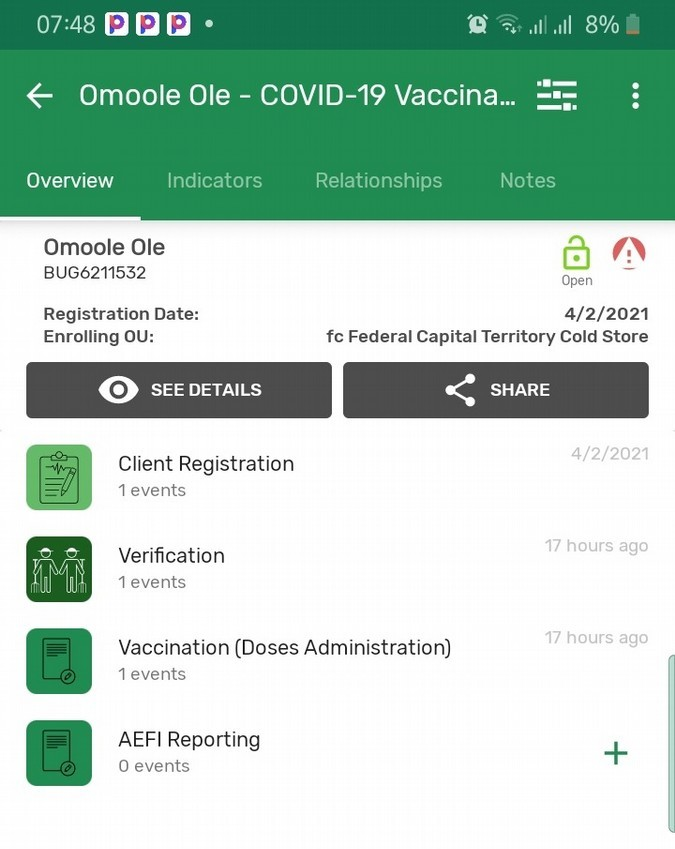 07:48 8%
Omoole Ole - COVID-19 Vaccina...
Overview Indicators Relationships Notes
Omoole Ole
BUG6211532
Open
Registration Date: 4/2/2021
Enrolling OU: fc Federal Capital Territory Cold Store
SEE DETAILS SHARE
Client Registration 4/2/2021
1 events
Verification 17 hours ago
1 events
Vaccination (Doses Administration) 17 hours ago
1 events
AEFI Reporting
0 events